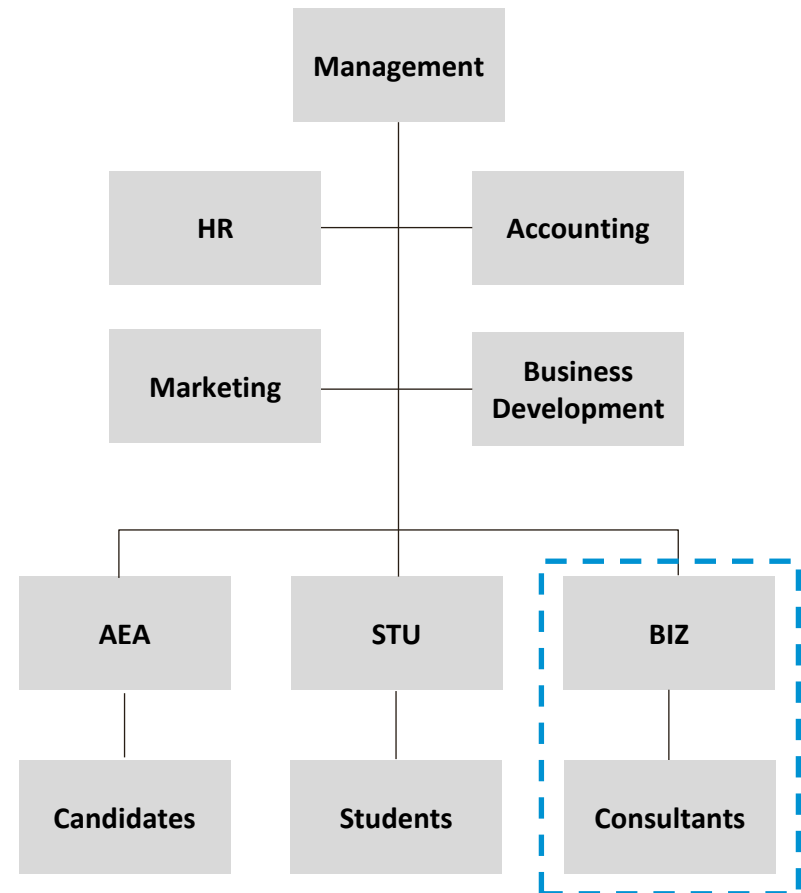 Management
HR
Accounting
Marketing
Business
Development
AEA
STU
BIZ
Candidates
Students
Consultants